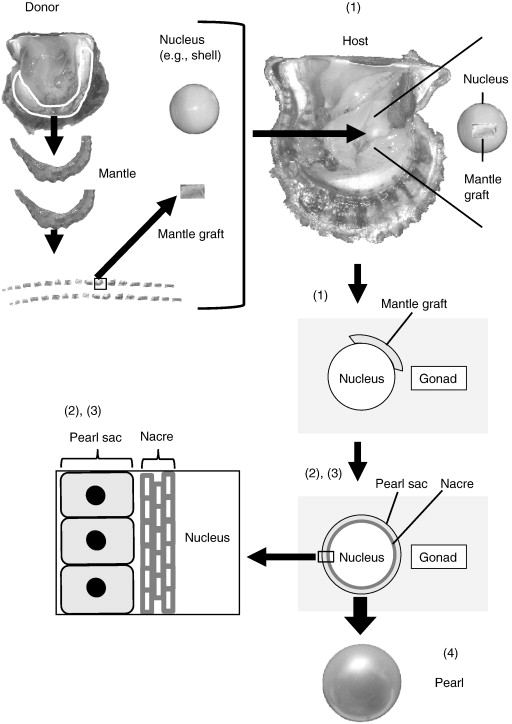 Donor
(1)
Nucleus
(e.g., shell)
Host
Nucleus
Mantle
Mantle
graft
Mantle graft
(1)
Mantle graft
Nucleus
Gonad
(2), (3)
Pearl sac
Nacre
Nucleus
(2), (3)
Pearl sac
Nacre
Nucleus
Gonad
(4)
Pearl